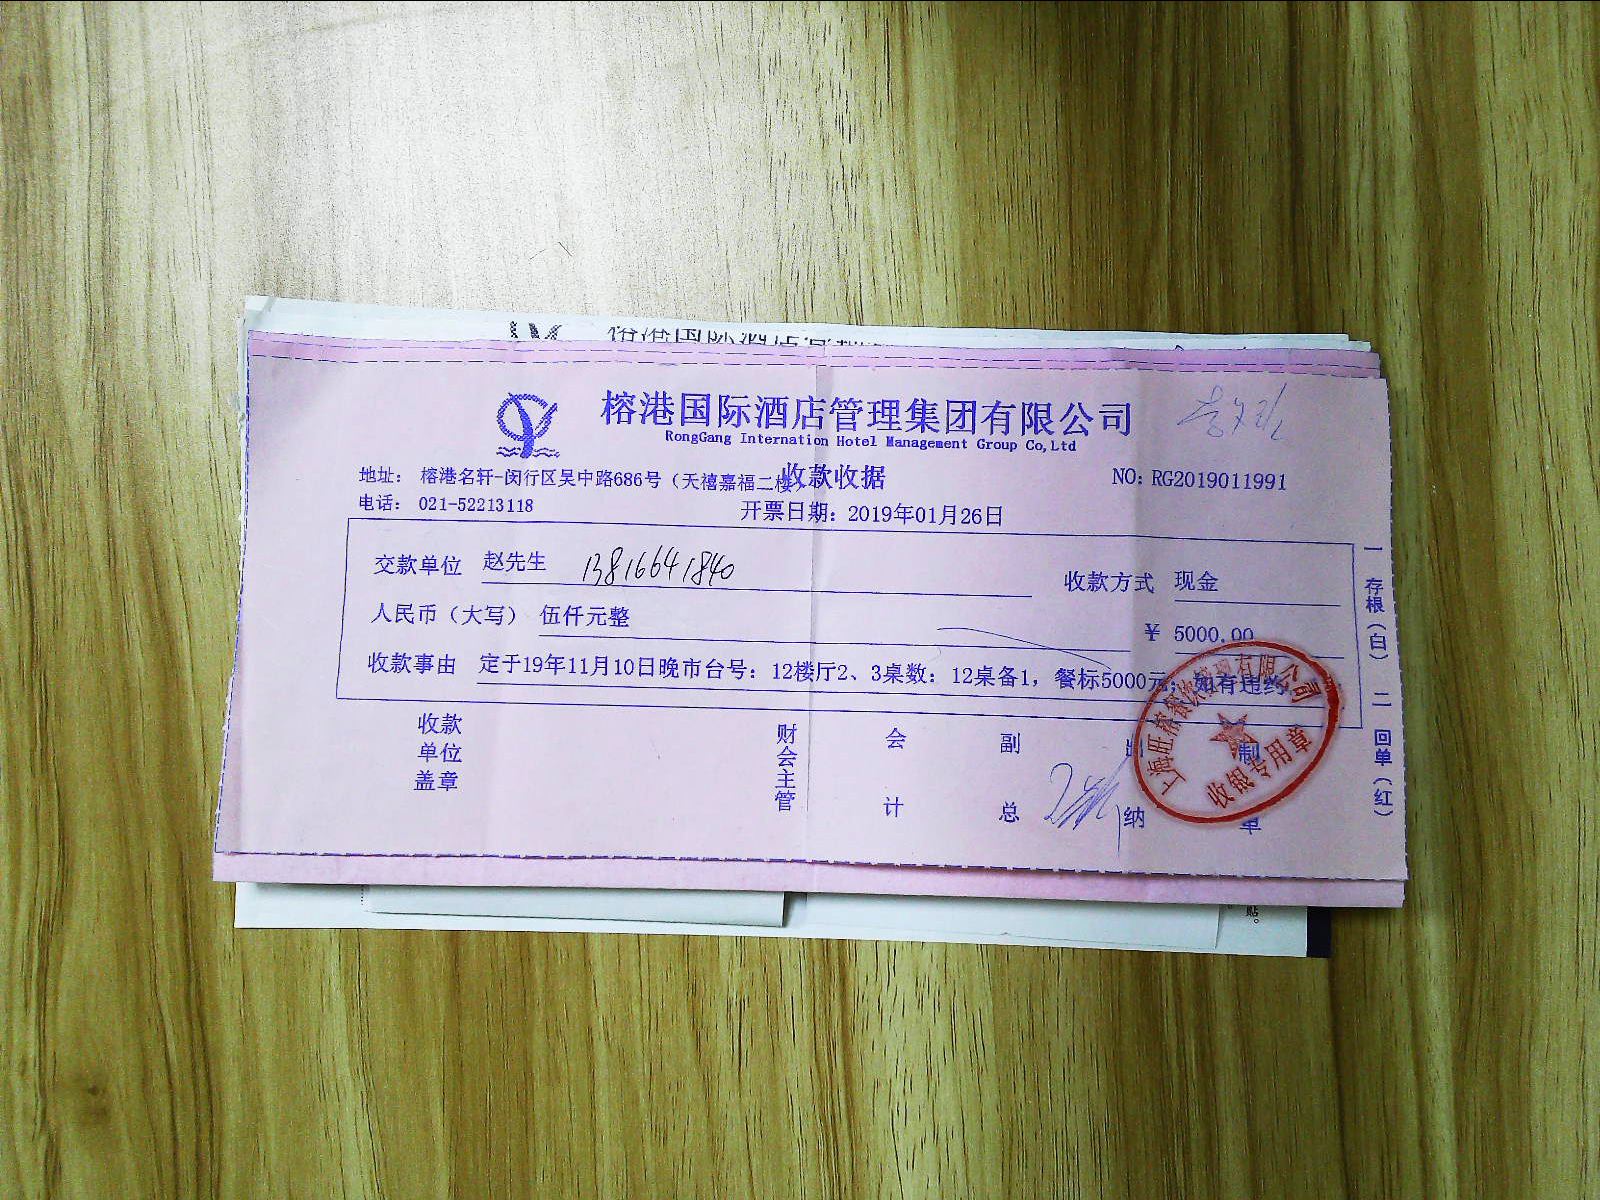 榕港国际酒店管理集团有限公司
RongGang Internation Hotel Management Group Co,Ltd
地址： 榕港名轩-闵行区吴中路686号（天禧嘉福二楼）
收款收据
NO：RG2019011991
电话： 021-52213118
开票日期：2019年01月26日
交款单位 赵先生 13816641840
收款方式 现金
人民币（大写） 伍仟元整
¥ 5000.00
收款事由 定于19年11月10日晚市台号：12楼厅2、3桌数：12桌备1，餐标5000元；如有违约
收款单位盖章
财会主管
会计
副总
出纳
制单
收银专用章
一存根（白） 二回单（红）